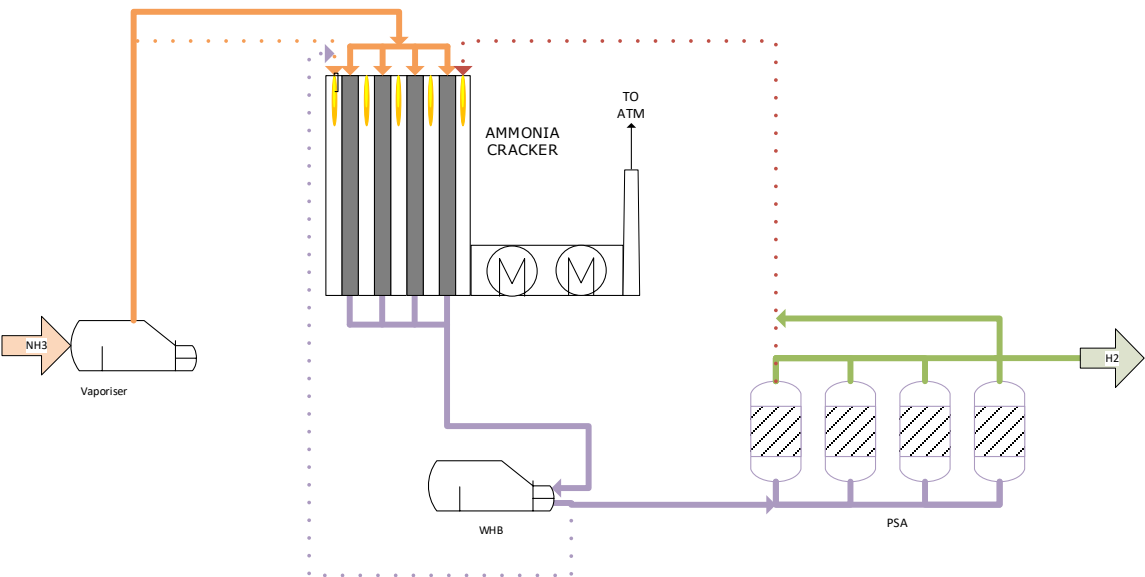 TO
ATM
AMMONIA
CRACKER
NH3
H2
Vaporiser
WHB
PSA